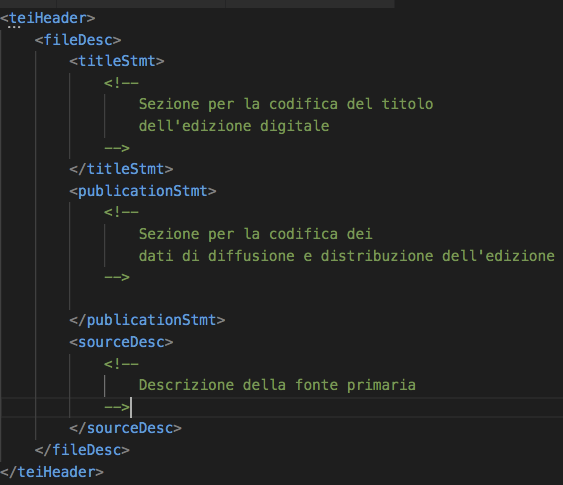 <teiHeader>
<fileDesc>
<titleStmt>
<!--
Sezione per la codifica del titolo
dell'edizione digitale
-->
</titleStmt>
<publicationStmt>
<!--
Sezione per la codifica dei
dati di diffusione e distribuzione dell'edizione
-->
</publicationStmt>
<sourceDesc>
<!--
Descrizione della fonte primaria
-->
</sourceDesc>
</fileDesc>
</teiHeader>